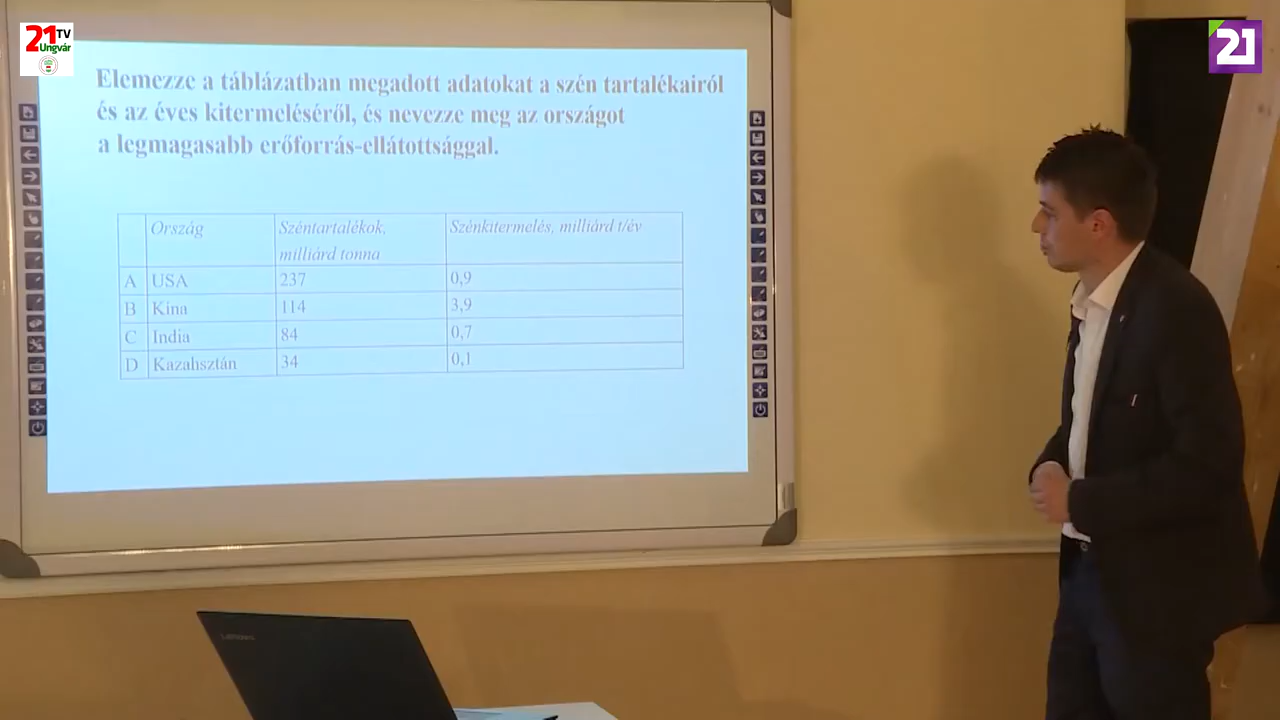 21 TV
Ungvár
21
Elemezze a táblázatban megadott adatokat a szén tartalékairól
és az éves kitermeléséről, és nevezze meg az országot
a legmagasabb erőforrás-ellátottsággal.
Ország Széntartalékok, milliárd tonna Szénkitermelés, milliárd t/év
A USA 237 0,9
B Kina 114 3,9
C India 84 0,7
D Kazahsztán 34 0,1
Lenovo